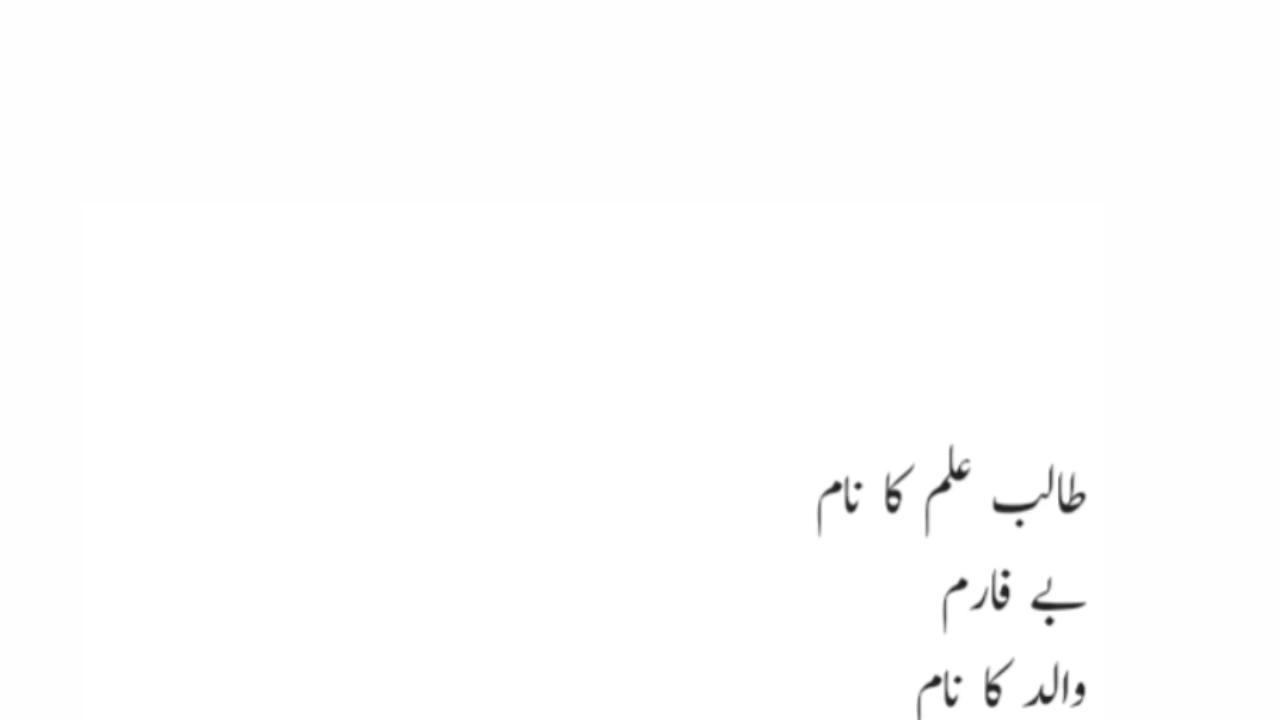 طالب علم کا نام
بے فارم
والد کا نام